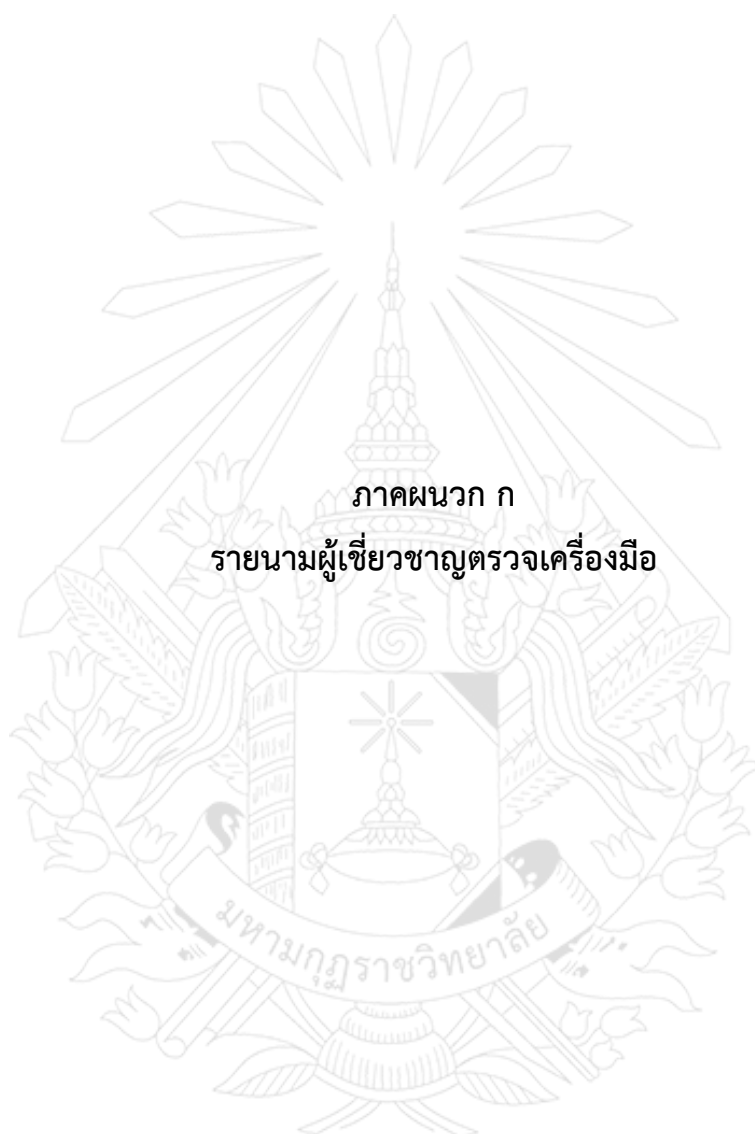 ภาคผนวก ก
รายนามผู้เชี่ยวชาญตรวจเครื่องมือ
มหามกุฏราชวิทยาลัย